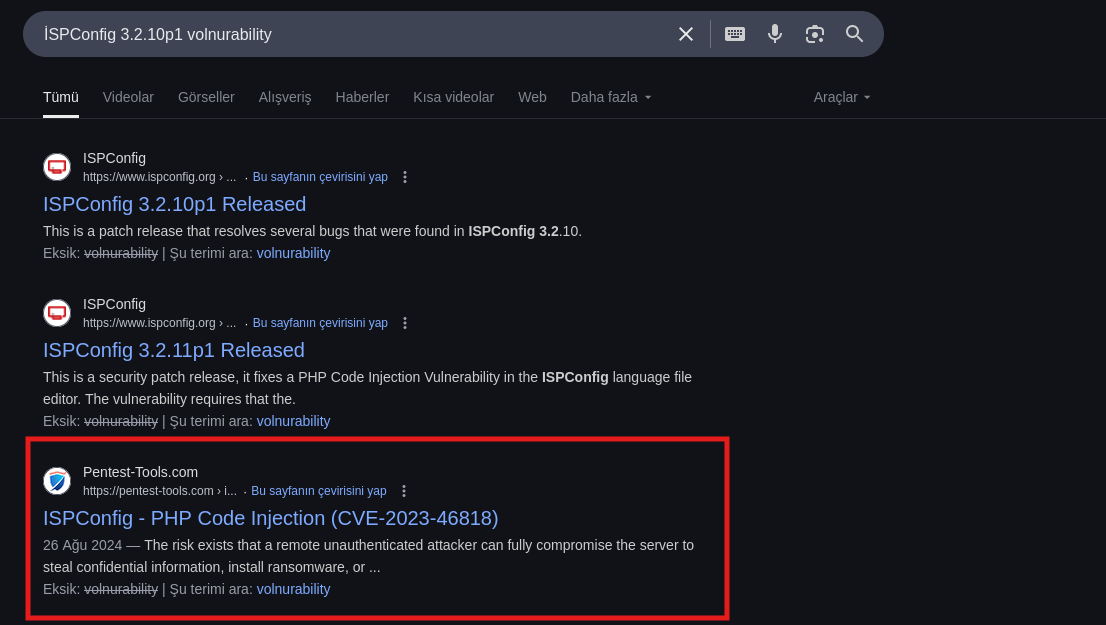 İSPConfig 3.2.10p1 volnurability
Tümü Videolar Görseller Alışveriş Haberler Kısa videolar Web Daha fazla Araçlar
ISPConfig
https://www.ispconfig.org › ... · Bu sayfanın çevirisini yap
ISPConfig 3.2.10p1 Released
This is a patch release that resolves several bugs that were found in ISPConfig 3.2.10.
Eksik: volnurability | Şu terimi ara: volnurability
ISPConfig
https://www.ispconfig.org › ... · Bu sayfanın çevirisini yap
ISPConfig 3.2.11p1 Released
This is a security patch release, it fixes a PHP Code Injection Vulnerability in the ISPConfig language file
editor. The vulnerability requires that the.
Eksik: volnurability | Şu terimi ara: volnurability
Pentest-Tools.com
https://pentest-tools.com › i... · Bu sayfanın çevirisini yap
ISPConfig - PHP Code Injection (CVE-2023-46818)
26 Ağu 2024 — The risk exists that a remote unauthenticated attacker can fully compromise the server to
steal confidential information, install ransomware, or ...
Eksik: volnurability | Şu terimi ara: volnurability